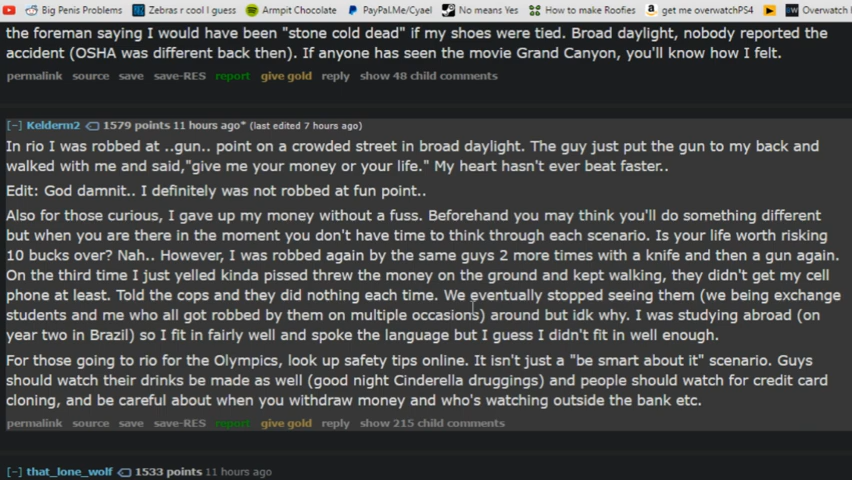 Big Penis Problems Zebras r cool I guess Armpit Chocolate PayPal.Me/Cyael No means Yes How to make Roofies get me overwatchPS4 Overwatch
the foreman saying I would have been "stone cold dead" if my shoes were tied. Broad daylight, nobody reported the
accident (OSHA was different back then). If anyone has seen the movie Grand Canyon, you'll know how I felt.
permalink source save save-RES report give gold reply show 48 child comments
[-] Kelderm2 1579 points 11 hours ago* (last edited 7 hours ago)
In rio I was robbed at ..gun.. point on a crowded street in broad daylight. The guy just put the gun to my back and
walked with me and said,"give me your money or your life." My heart hasn't ever beat faster..
Edit: God damnit.. I definitely was not robbed at fun point..
Also for those curious, I gave up my money without a fuss. Beforehand you may think you'll do something different
but when you are there in the moment you don't have time to think through each scenario. Is your life worth risking
10 bucks over? Nah.. However, I was robbed again by the same guys 2 more times with a knife and then a gun again.
On the third time I just yelled kinda pissed threw the money on the ground and kept walking, they didn't get my cell
phone at least. Told the cops and they did nothing each time. We eventually stopped seeing them (we being exchange
students and me who all got robbed by them on multiple occasions) around but idk why. I was studying abroad (on
year two in Brazil) so I fit in fairly well and spoke the language but I guess I didn't fit in well enough.
For those going to rio for the Olympics, look up safety tips online. It isn't just a "be smart about it" scenario. Guys
should watch their drinks be made as well (good night Cinderella druggings) and people should watch for credit card
cloning, and be careful about when you withdraw money and who's watching outside the bank etc.
permalink source save save-RES report give gold reply show 215 child comments
[-] that_lone_wolf 1533 points 11 hours ago